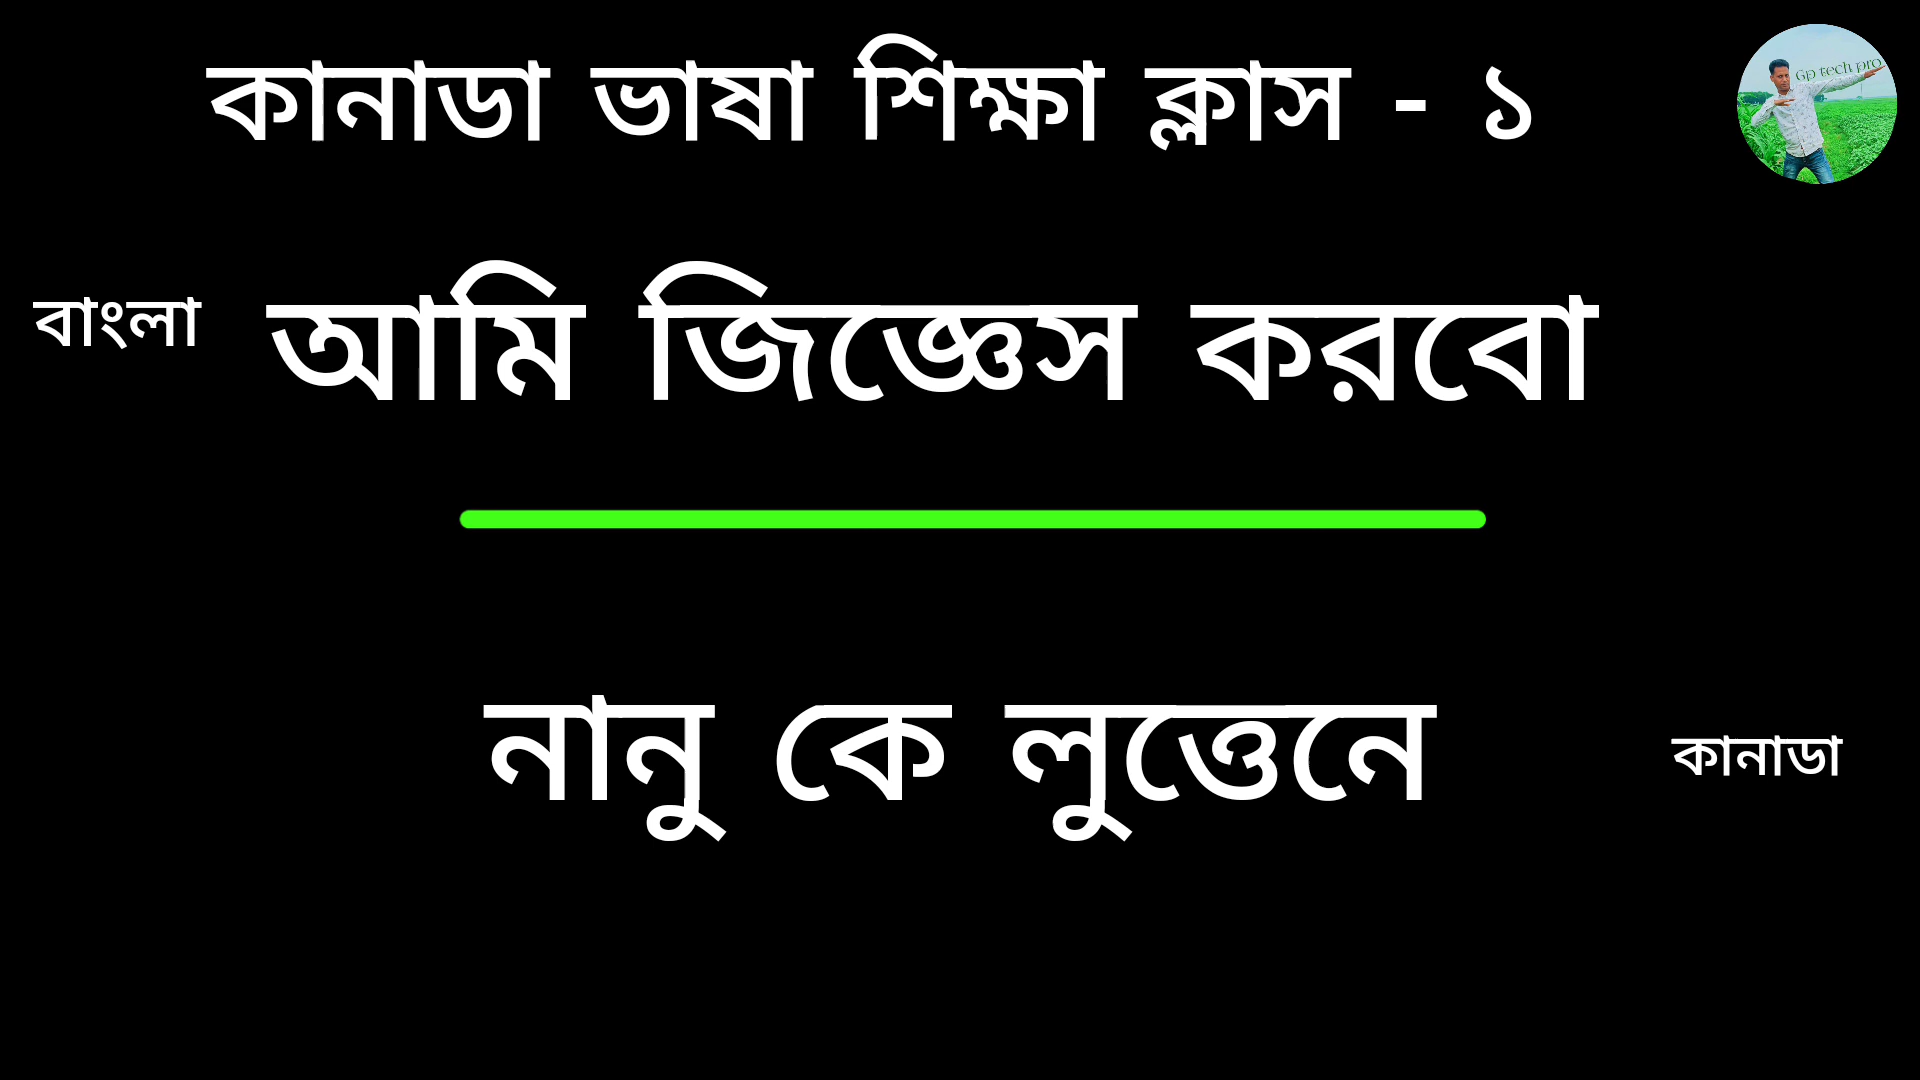 কানাডা ভাষা শিক্ষা ক্লাস - ১
Gp tech pro
বাংলা আমি জিজ্ঞেস করবো
নানু কে লুত্তেনে কানাডা